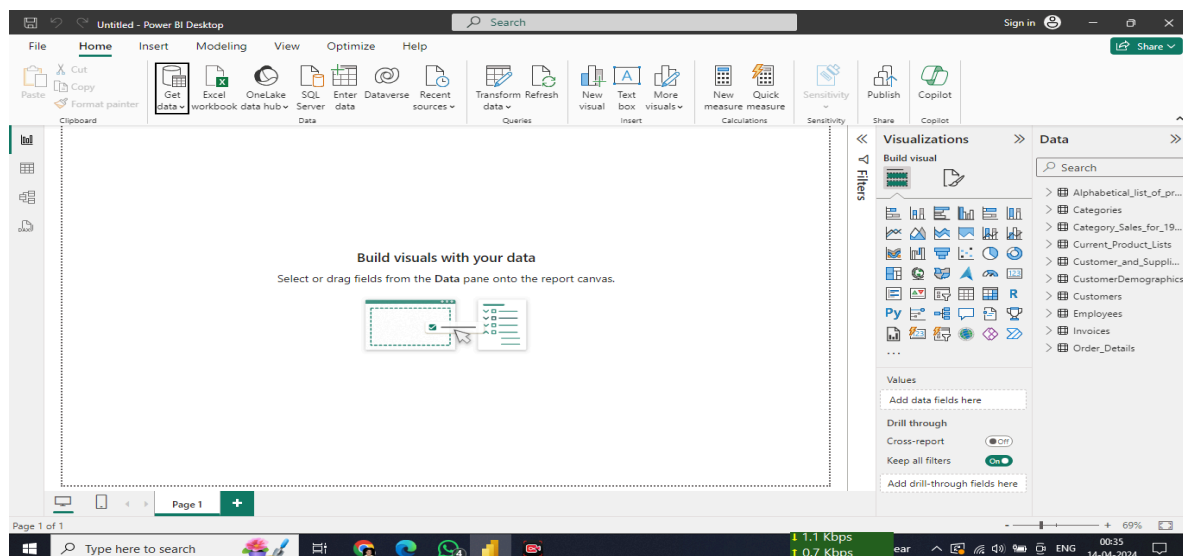 Untitled - Power BI Desktop
Search
Sign in
File Home Insert Modeling View Optimize Help
Share
Paste
Cut
Copy
Format painter
Clipboard
Get data
Excel workbook
OneLake data hub
SQL Server
Enter data
Dataverse
Recent sources
Data
Transform data
Refresh
Queries
New visual
Text box
More visuals
Insert
New measure
Quick measure
Calculations
Sensitivity
Sensitivity
Publish
Share
Copilot
Copilot
Build visuals with your data
Select or drag fields from the Data pane onto the report canvas.
Filters
Visualizations
Build visual
R
Py
123
...
Values
Add data fields here
Drill through
Cross-report Off
Keep all filters On
Add drill-through fields here
Data
Search
Alphabetical_list_of_pr...
Categories
Category_Sales_for_19...
Current_Product_Lists
Customer_and_Suppli...
CustomerDemographics
Customers
Employees
Invoices
Order_Details
Page 1
Page 1 of 1
69%
Type here to search
4
1.1 Kbps
0.7 Kbps
ear
ENG
00:35
14-04-2024